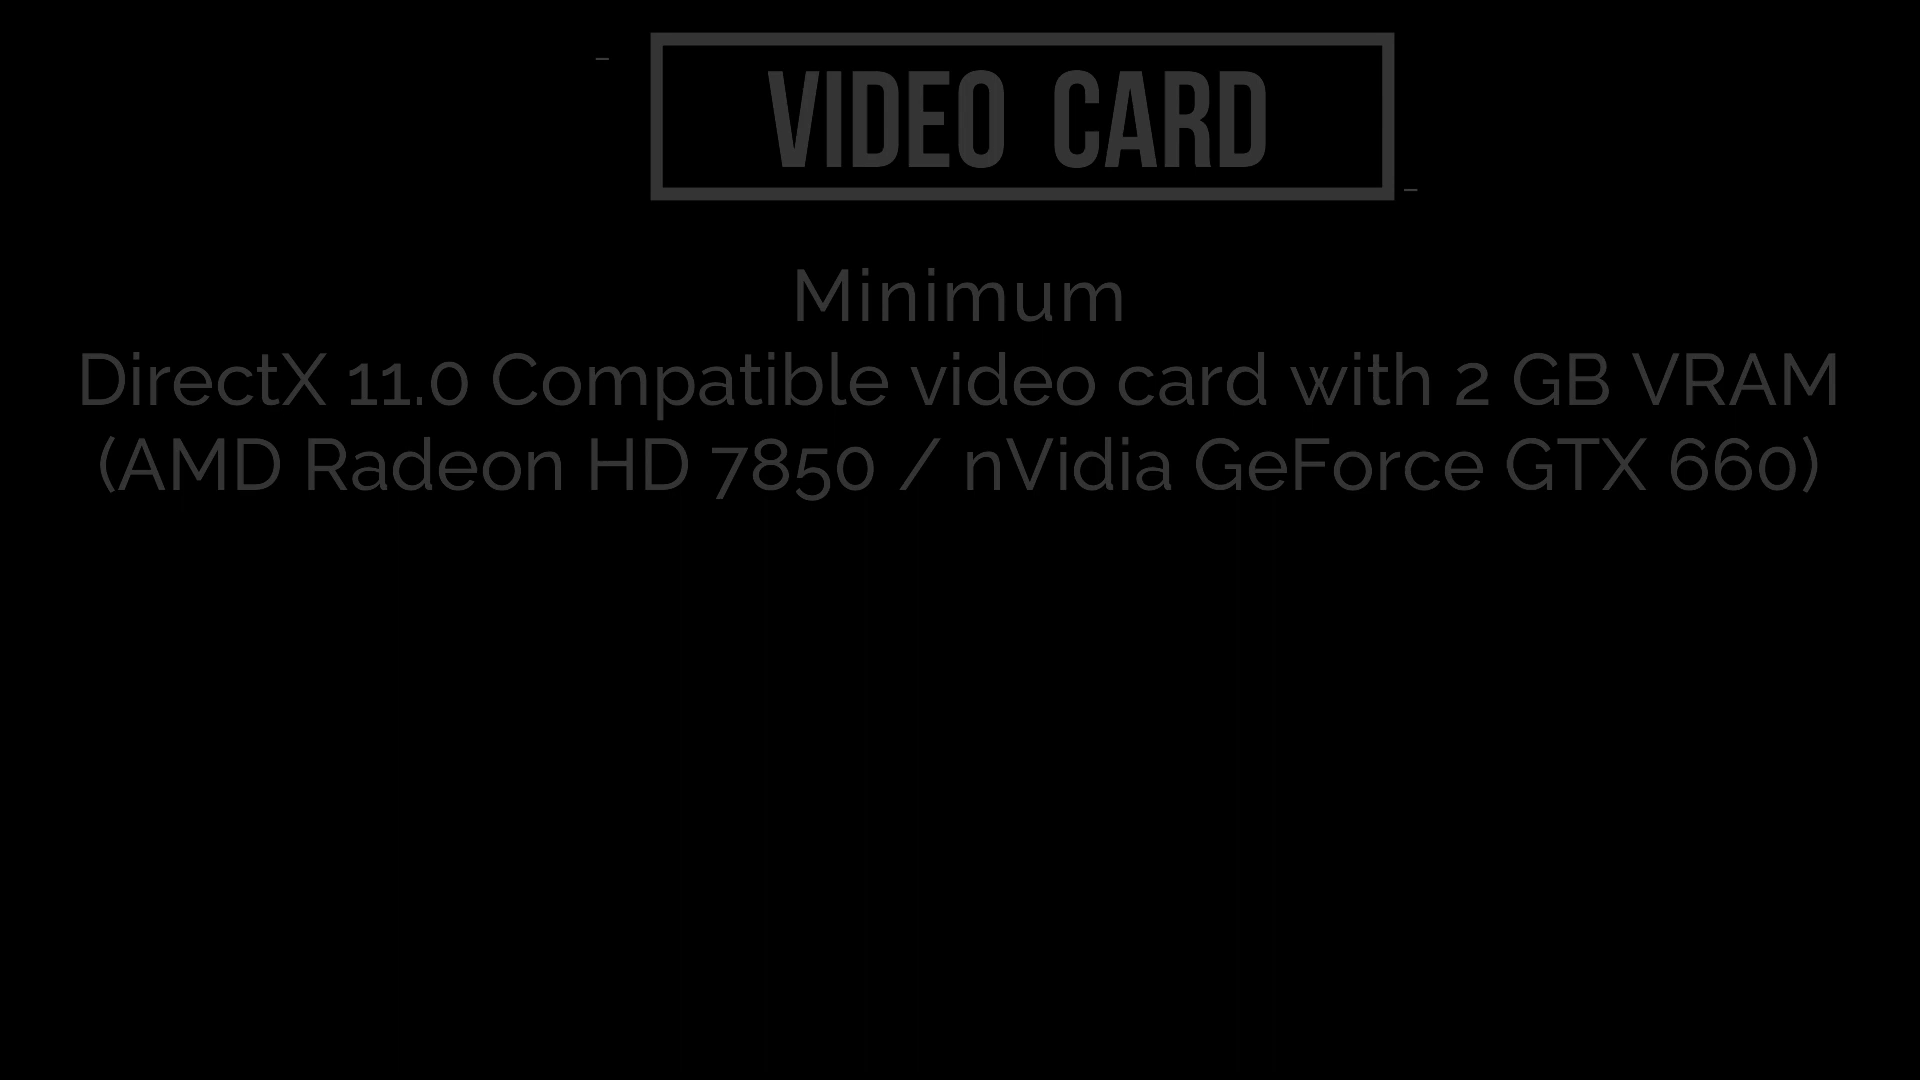 VIDEO CARD
Minimum
DirectX 11.0 Compatible video card with 2 GB VRAM
(AMD Radeon HD 7850 / nVidia GeForce GTX 660)